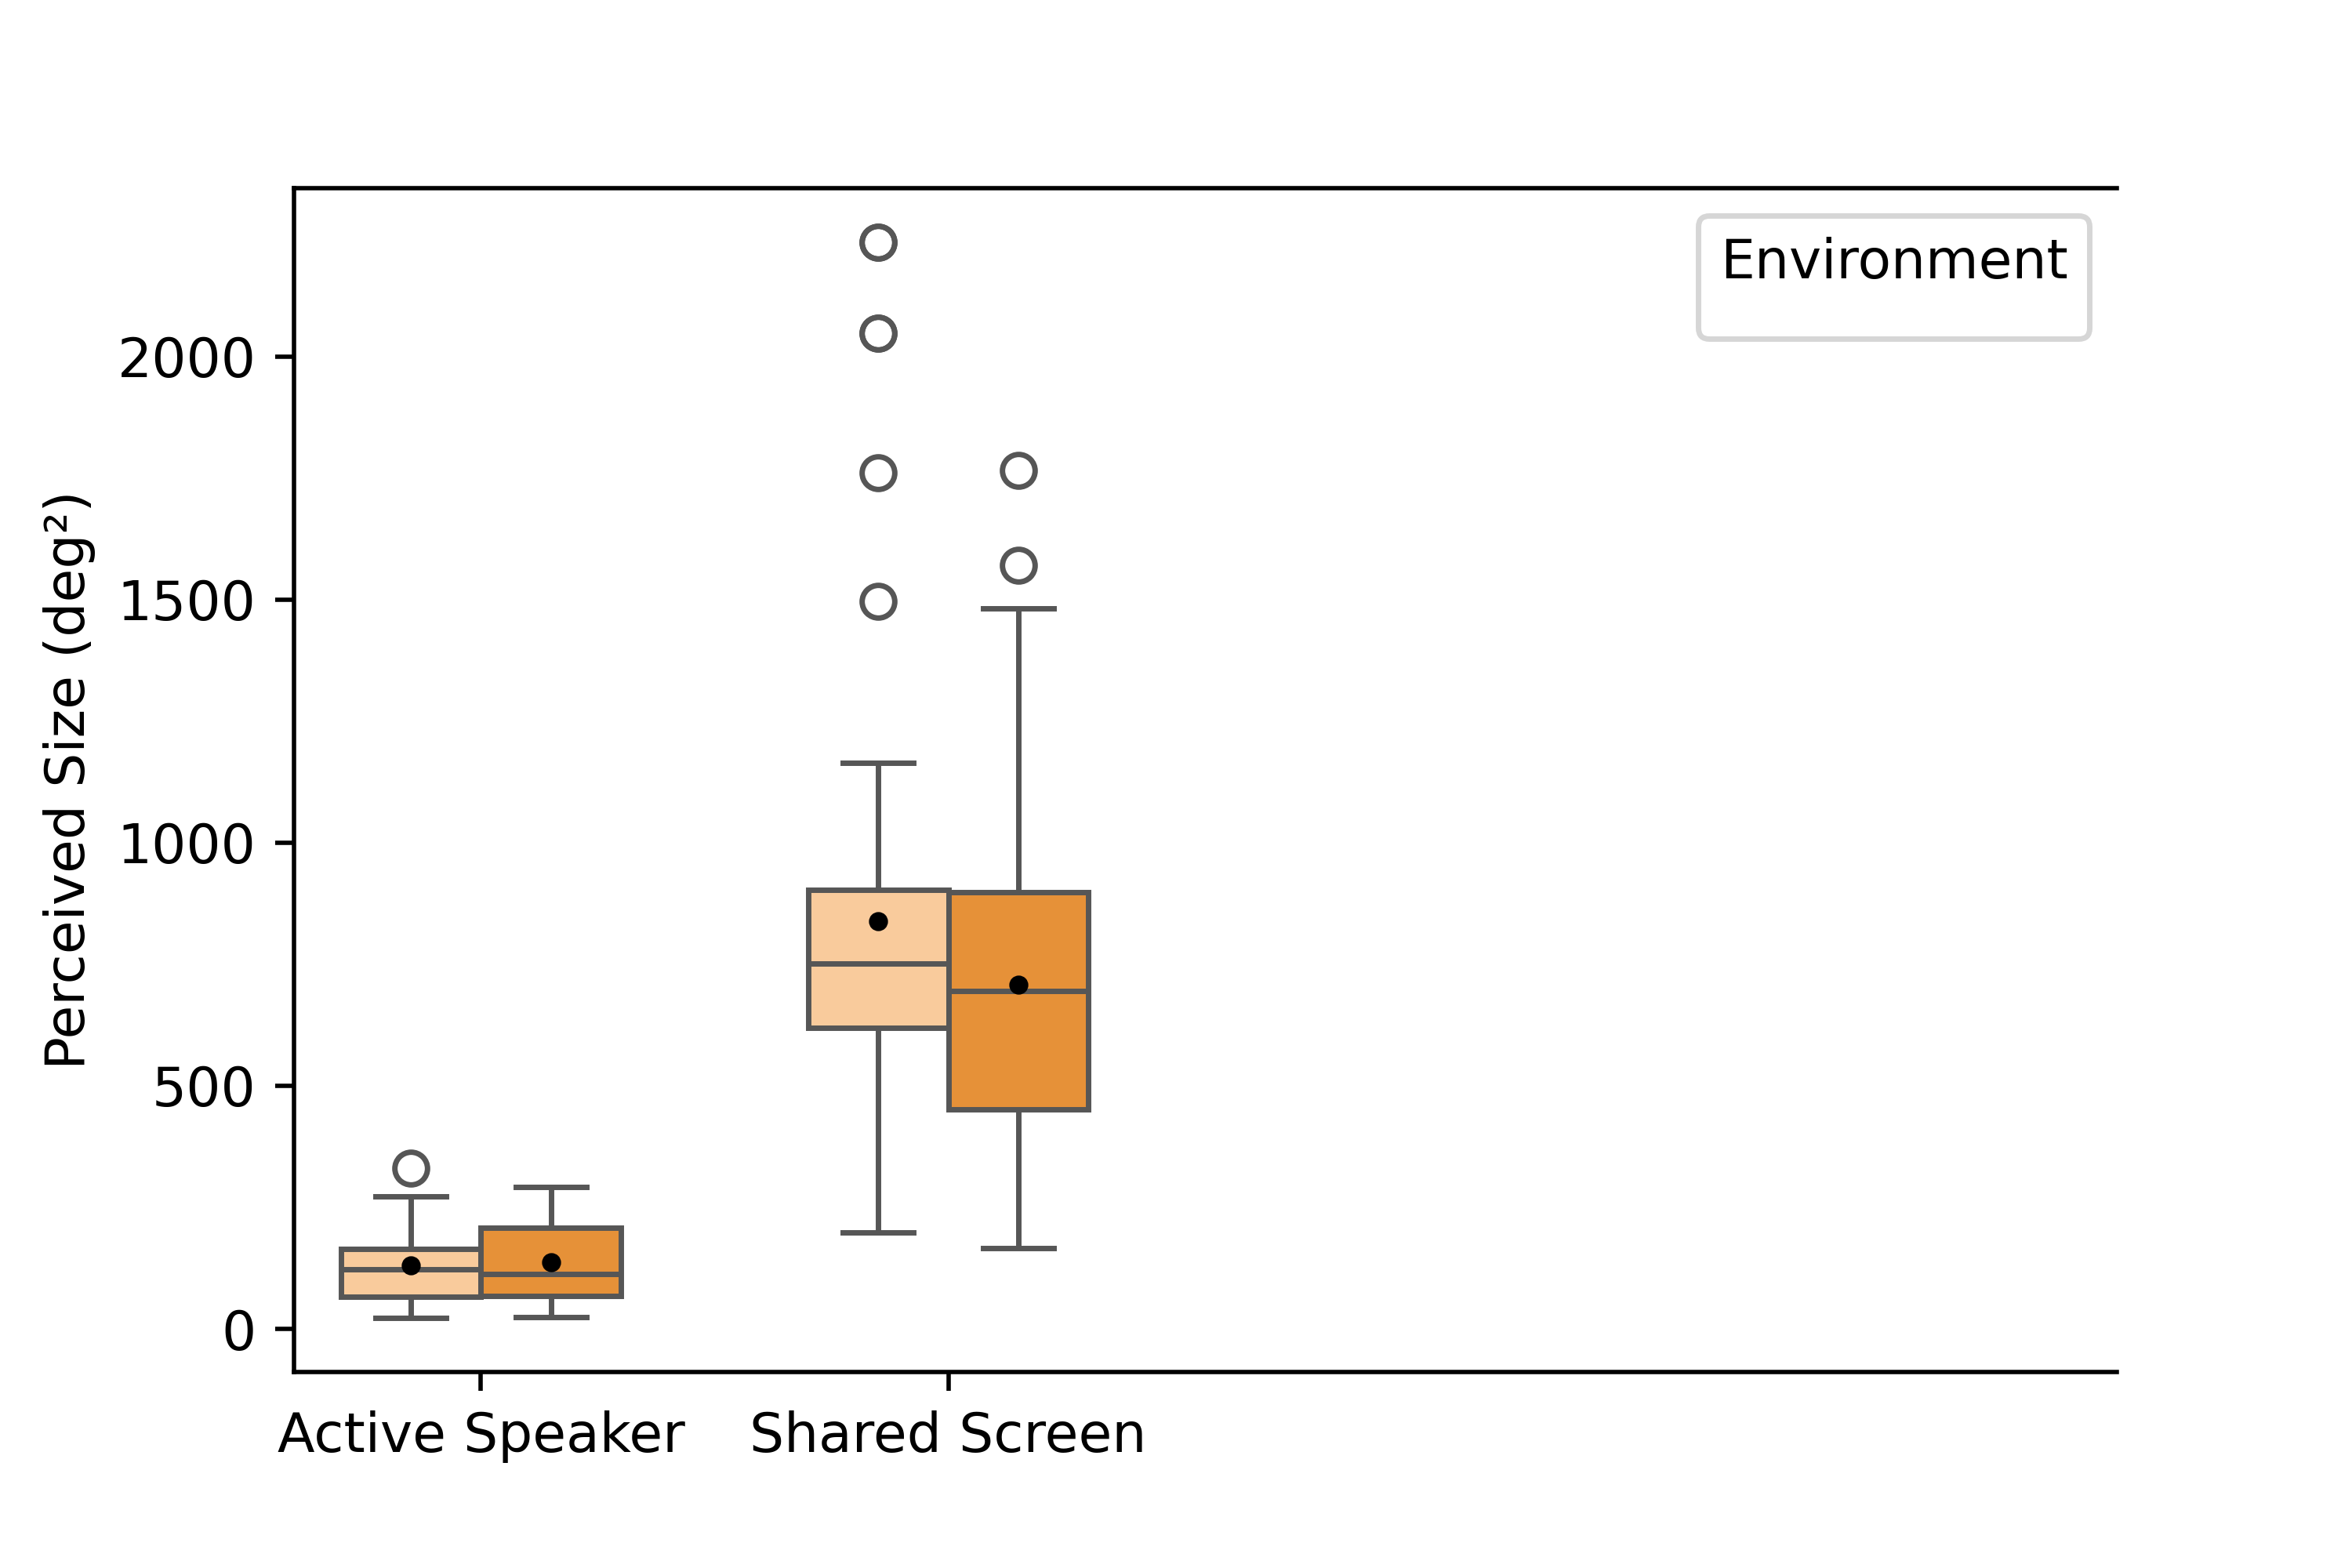 Environment
Perceived Size (deg²)
2000
1500
1000
500
0
Active Speaker
Shared Screen